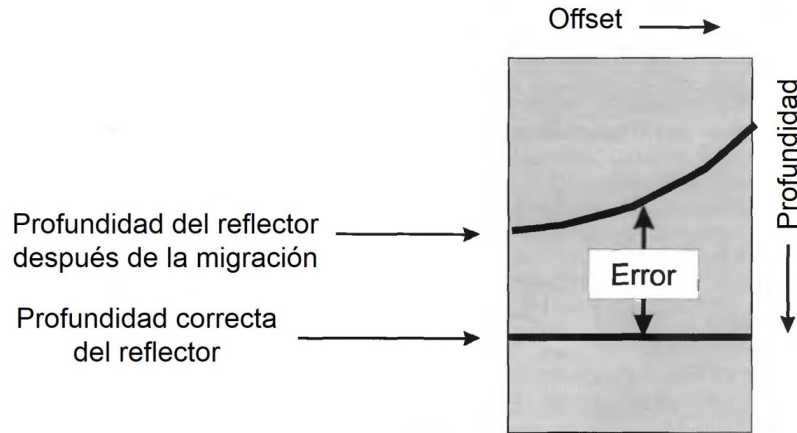 Offset
Profundidad
Profundidad del reflector
después de la migración
Error
Profundidad correcta
del reflector